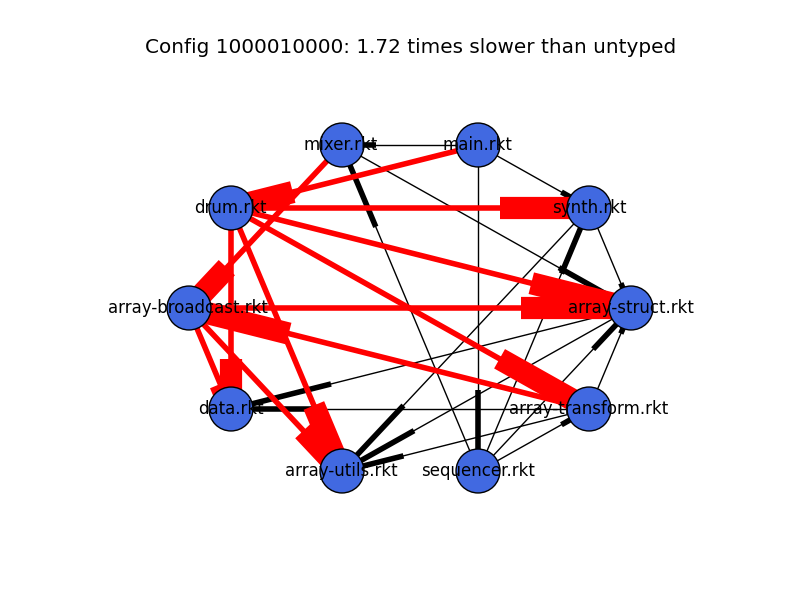 Config 1000010000: 1.72 times slower than untyped
mixer.rkt
main.rkt
drum.rkt
synth.rkt
array-broadcast.rkt
array-struct.rkt
data.rkt
array-transform.rkt
array-utils.rkt
sequencer.rkt